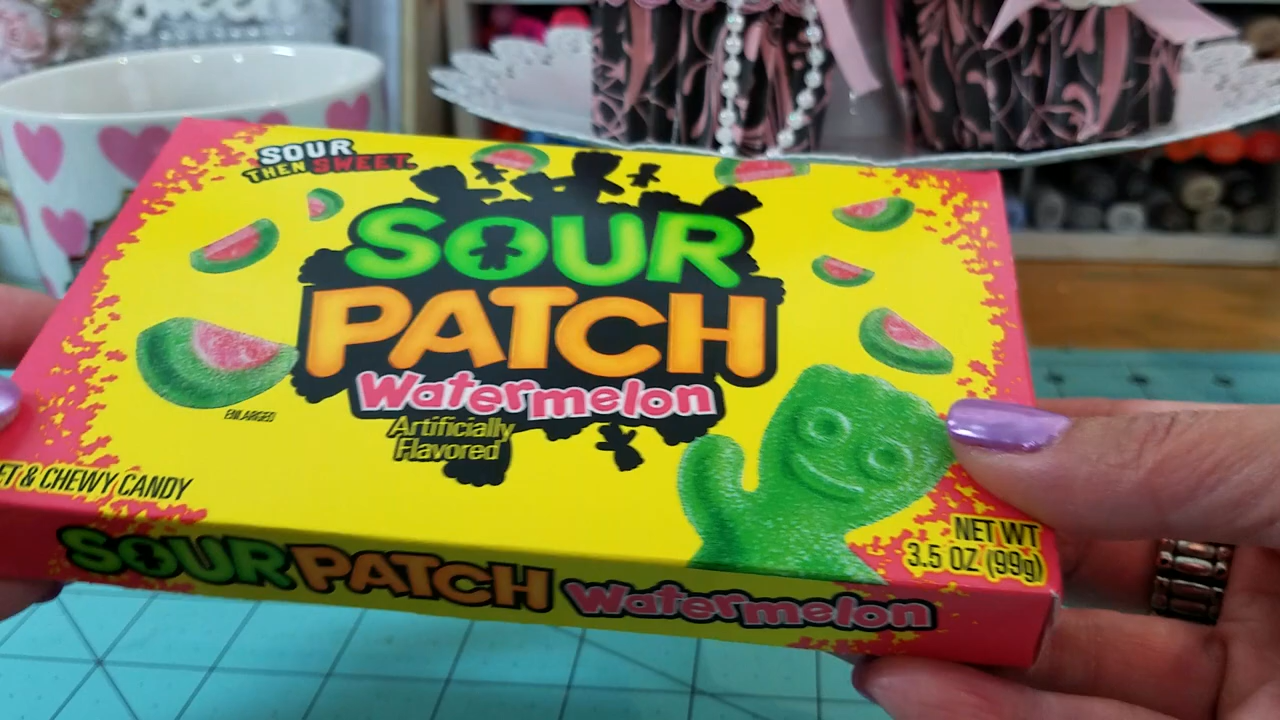 SOUR
THEN SWEET.
SOUR
PATCH
Watermelon
Artificially
Flavored
ENLARGED
& CHEWY CANDY
NET WT
3.5 OZ (99g)
SOUR PATCH Watermelon